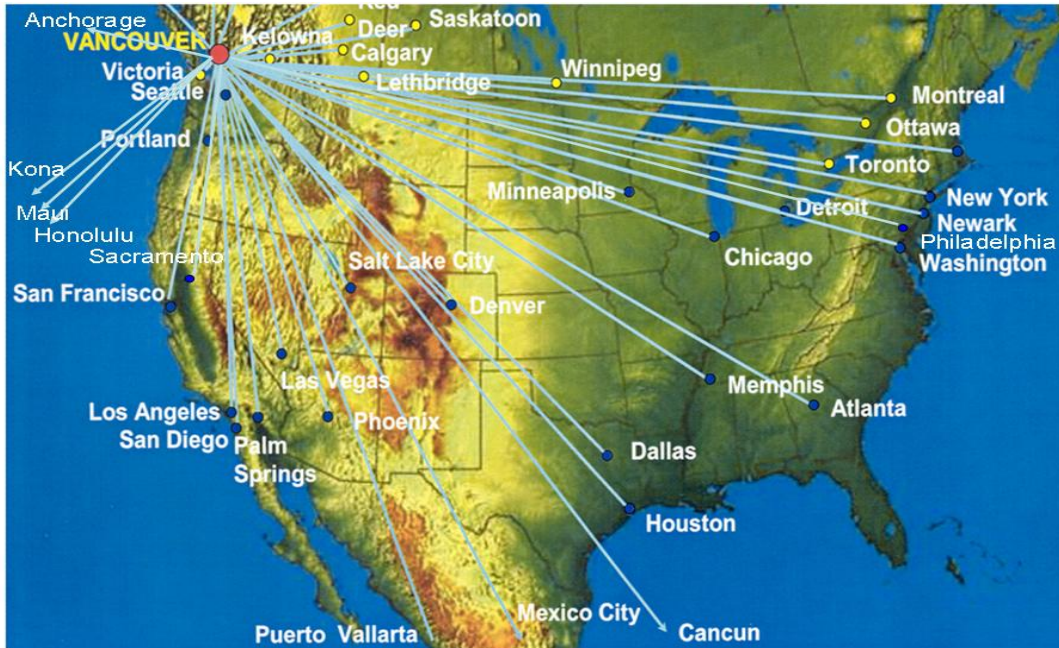 Red
Anchorage
Saskatoon
Deer
VANCOUVER
Kelowna
Calgary
Winnipeg
Victoria
Lethbridge
Seattle
Montreal
Ottawa
Portland
Toronto
Kona
Minneapolis
New York
Detroit
Maui
Newark
Honolulu
Philadelphia
Sacramento
Chicago
Washington
Salt Lake City
San Francisco
Denver
Las Vegas
Memphis
Los Angeles
Atlanta
Phoenix
San Diego
Palm
Springs
Dallas
Houston
Mexico City
Puerto Vallarta
Cancun